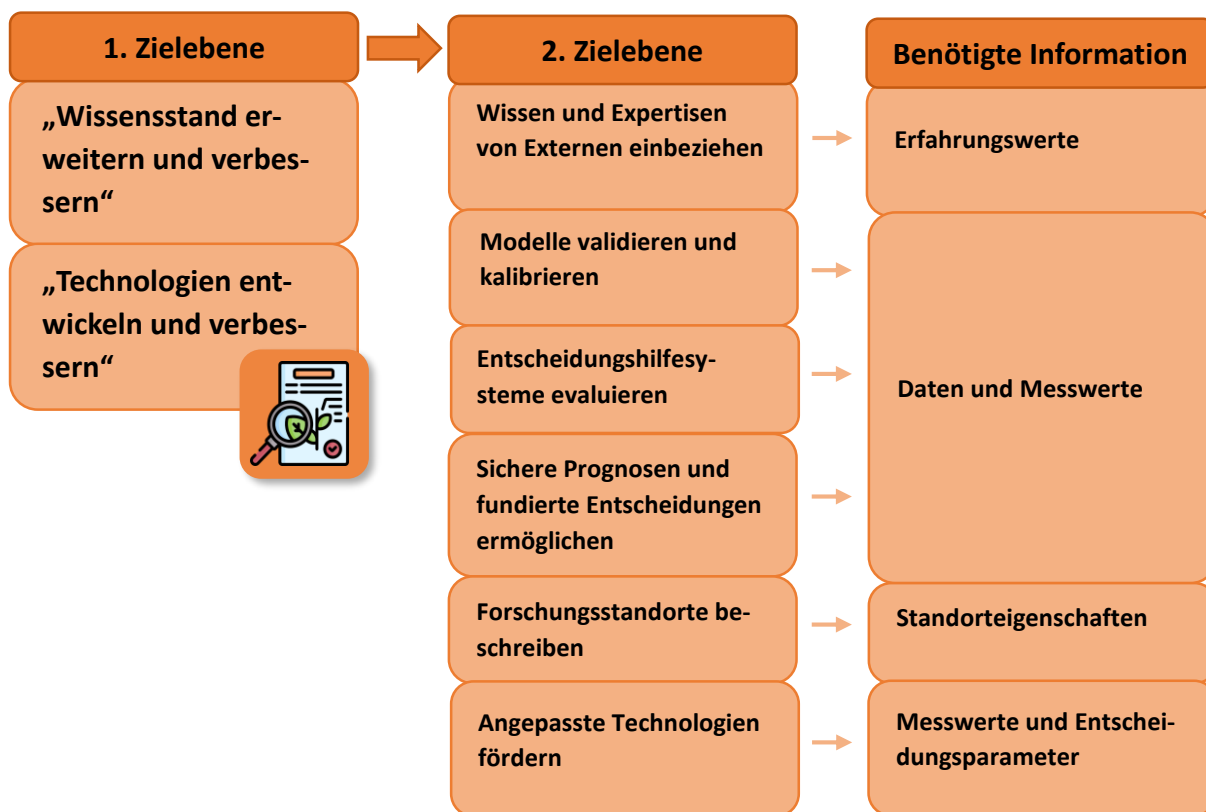 1. Zielebene
„Wissensstand er-
weitern und verbes-
sern“
„Technologien ent-
wickeln und verbes-
sern“
2. Zielebene
Wissen und Expertisen
von Externen einbeziehen
Modelle validieren und
kalibrieren
Entscheidungshilfesy-
steme evaluieren
Sichere Prognosen und
fundierte Entscheidungen
ermöglichen
Forschungsstandorte be-
schreiben
Angepasste Technologien
fördern
Benötigte Information
Erfahrungswerte
Daten und Messwerte
Standorteigenschaften
Messwerte und Entschei-
dungsparameter